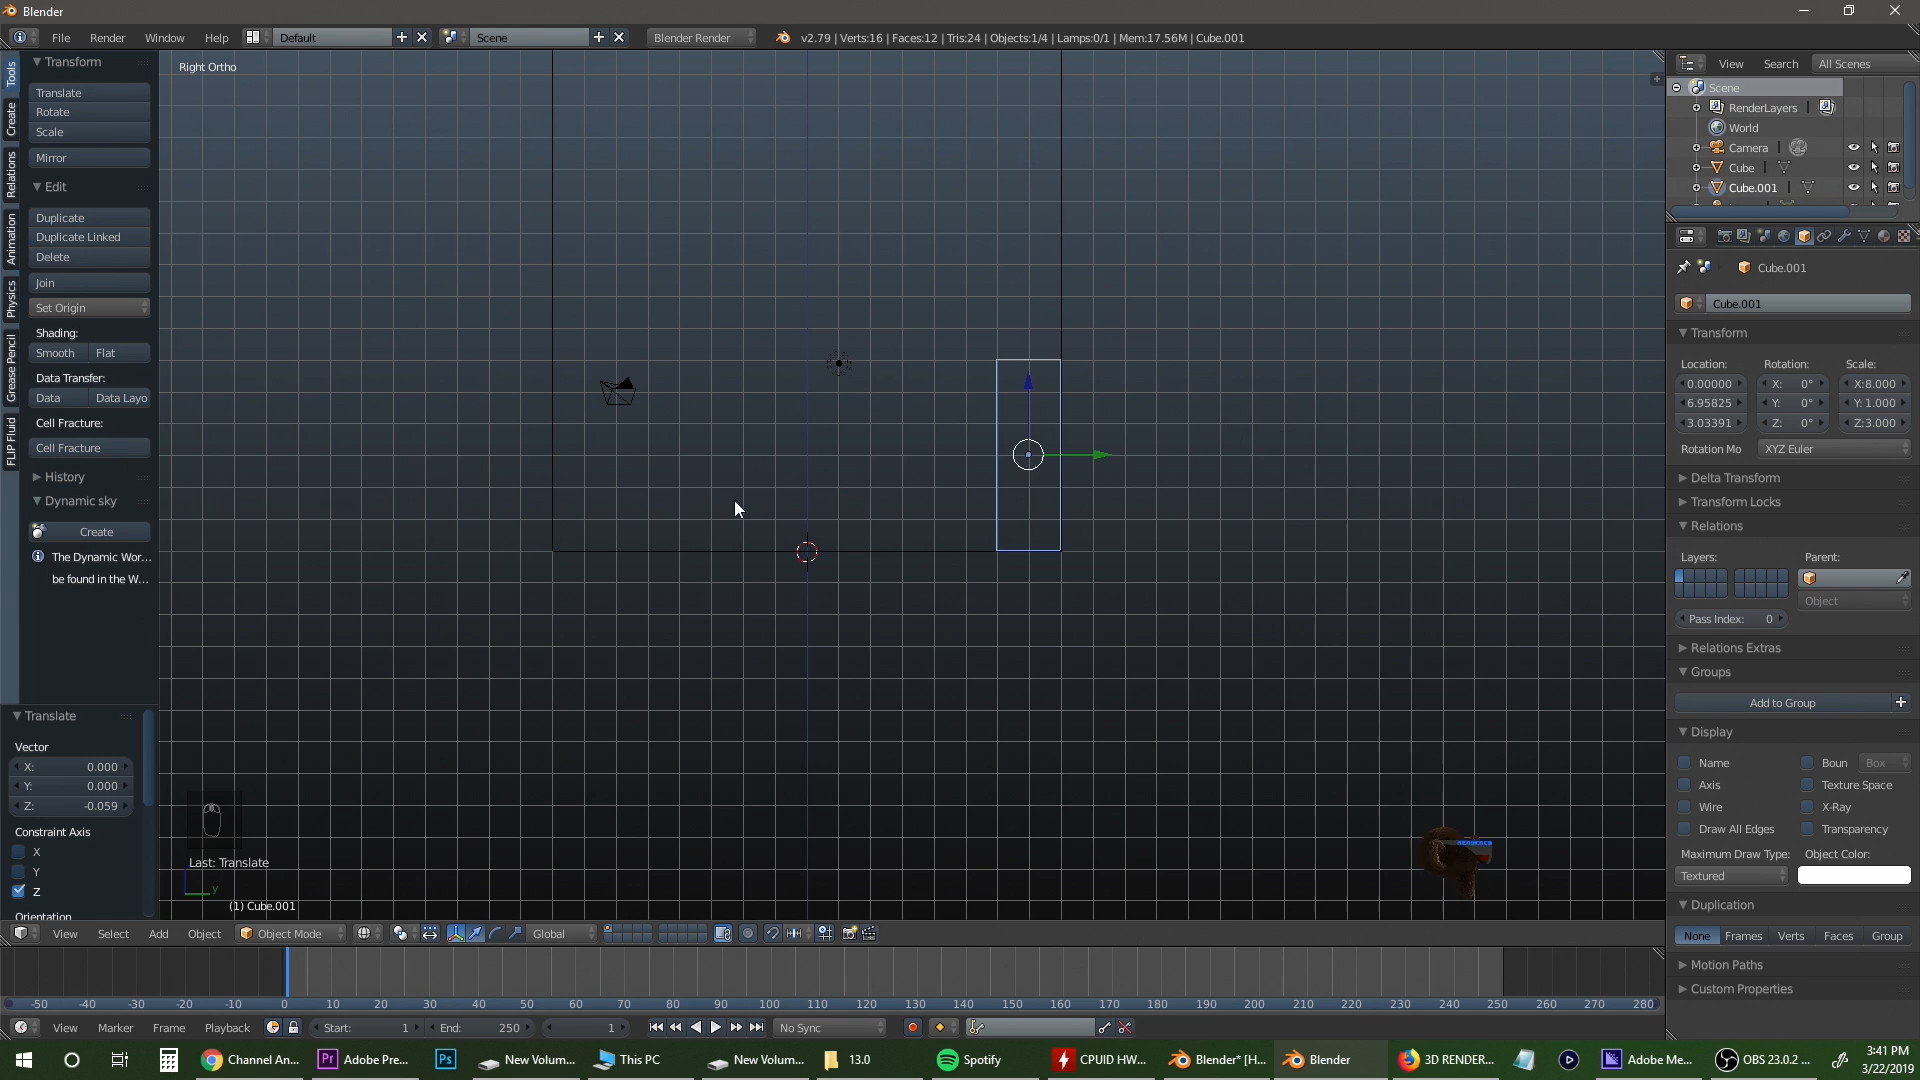 Blender
File Render Window Help Default Scene Blender Render v2.79 | Verts:16 | Faces:12 | Tris:24 | Objects:1/4 | Lamps:0/1 | Mem:17.56M | Cube.001
Tools
Create
Relations
Animation
Physics
Grease Pencil
FLIP Fluid
Transform
Translate
Rotate
Scale
Mirror
Edit
Duplicate
Duplicate Linked
Delete
Join
Set Origin
Shading:
Smooth Flat
Data Transfer:
Data Data Layo
Cell Fracture:
Cell Fracture
History
Dynamic sky
Create
The Dynamic Wor...
be found in the W...
Translate
Vector
X: 0.000
Y: 0.000
Z: -0.059
Constraint Axis
X
Y
Z
Orientation
Right Ortho
Last: Translate
y
(1) Cube.001
View Search All Scenes
Scene
RenderLayers
World
Camera
Cube
Cube.001
Cube.001
Cube.001
Transform
Location: Rotation: Scale:
0.00000 X: 0° X:8.000
6.95825 Y: 0° Y: 1.000
3.03391 Z: 0° Z:3.000
Rotation Mo XYZ Euler
Delta Transform
Transform Locks
Relations
Layers: Parent:
Object
Pass Index: 0
Relations Extras
Groups
Add to Group
Display
Name Boun Box
Axis Texture Space
Wire X-Ray
Draw All Edges Transparency
Maximum Draw Type: Object Color:
Textured
Duplication
None Frames Verts Faces Group
Motion Paths
Custom Properties
View Select Add Object Object Mode Global
-50 -40 -30 -20 -10 0 10 20 30 40 50 60 70 80 90 100 110 120 130 140 150 160 170 180 190 200 210 220 230 240 250 260 270 280
View Marker Frame Playback Start: 1 End: 250 1 No Sync
Channel An... Pr Adobe Pre... Ps New Volum... This PC New Volum... 13.0 Spotify CPUID HW... Blender* [H... Blender 3D RENDER... Adobe Me... OBS 23.0.2 ... 3:41 PM
3/22/2019